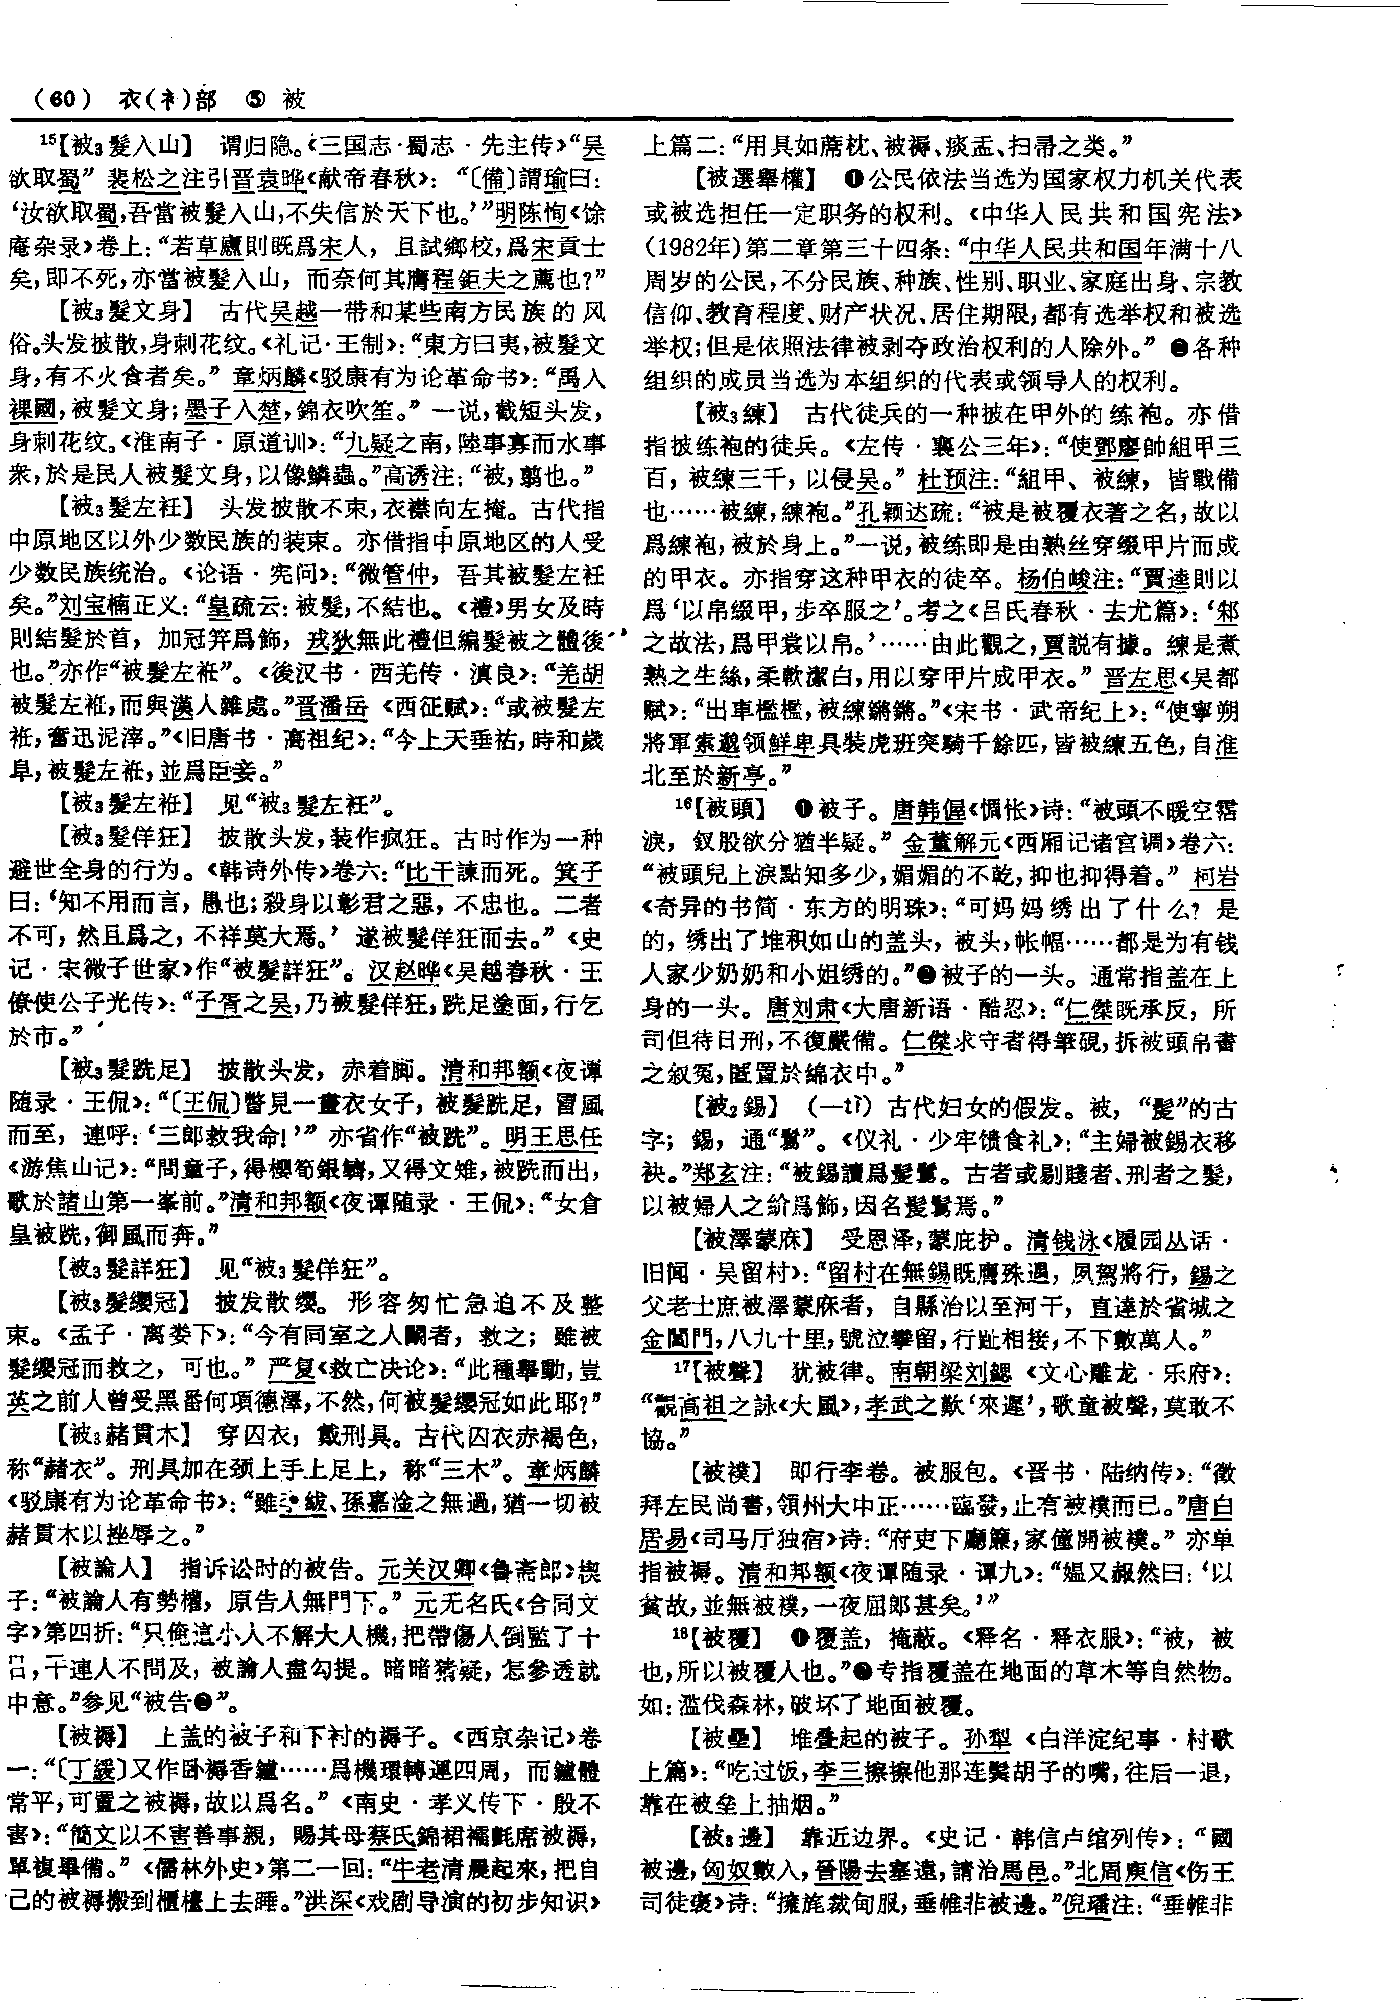 (60) 衣(衤)部 ⑤ 被
15【被3髮入山】 谓归隐。《三国志·蜀志·先主传》“吴
欲取蜀” 裴松之注引晋袁晔《献帝春秋》：“〔備〕謂瑜曰：
‘汝欲取蜀，吾當被髮入山，不失信於天下也。’”明陈恂《馀
庵杂录》卷上：“若草廬則既爲宋人，且試鄉校，爲宋貢士
矣，即不死，亦當被髮入山，而奈何其膺程鉅夫之薦也？”
【被3髮文身】 古代吴越一带和某些南方民族的风
俗。头发披散，身刺花纹。《礼记·王制》：“東方曰夷，被髮文
身，有不火食者矣。” 章炳麟《驳康有为论革命书》：“禹入
裸國，被髮文身；墨子入楚，錦衣吹笙。” 一说，截短头发，
身刺花纹。《淮南子·原道训》：“九疑之南，陸事寡而水事
衆，於是民人被髮文身，以像鱗蟲。”高诱注：“被，翦也。”
【被3髮左衽】 头发披散不束，衣襟向左掩。古代指
中原地区以外少数民族的装束。亦借指中原地区的人受
少数民族统治。《论语·宪问》：“微管仲，吾其被髮左衽
矣。”刘宝楠正义：“皇疏云：被髮，不結也。《禮》男女及時
則結髮於首，加冠笄爲飾，戎狄無此禮但編髮被之體後
也。”亦作“被髮左袵”。《後汉书·西羌传·滇良》：“羌胡
被髮左袵，而與漢人雜處。”晋潘岳《西征赋》：“或被髮左
袵，奮迅泥滓。”《旧唐书·高祖纪》：“今上天垂祐，時和歲
阜，被髮左袵，並爲臣妾。”
【被3髮左袵】 见“被3髮左衽”。
【被3髮佯狂】 披散头发，装作疯狂。古时作为一种
避世全身的行为。《韩诗外传》卷六：“比干諫而死。箕子
曰：‘知不用而言，愚也；殺身以彰君之惡，不忠也。二者
不可，然且爲之，不祥莫大焉。’ 遂被髮佯狂而去。”《史
记·宋微子世家》作“被髮詳狂”。汉赵晔《吴越春秋·王
僚使公子光传》：“子胥之吴，乃被髮佯狂，跣足塗面，行乞
於市。”
【被3髮跣足】 披散头发，赤着脚。清和邦额《夜谭
随录·王侃》：“〔王侃〕瞥見一畫衣女子，被髮跣足，冒風
而至，連呼：‘三郎救我命！’” 亦省作“被跣”。明王思任
《游焦山记》：“問童子，得櫻筍銀鱭，又得文雉，被跣而出，
歌於諸山第一峯前。”清和邦额《夜谭随录·王侃》：“女倉
皇被跣，御風而奔。”
【被3髮詳狂】 见“被3髮佯狂”。
【被3髮纓冠】 披发散缨。形容匆忙急迫不及整
束。《孟子·离娄下》：“今有同室之人鬭者，救之；雖被
髮纓冠而救之，可也。” 严复《救亡决论》：“此種舉動，豈
英之前人曾受黑番何項德澤，不然，何被髮纓冠如此耶？”
【被3赭貫木】 穿囚衣，戴刑具。古代囚衣赤褐色，
称“赭衣”。刑具加在颈上手上足上，称“三木”。章炳麟
《驳康有为论革命书》：“雖 紱、孫嘉淦之無過，猶一切被
赭貫木以挫辱之。”
【被論人】 指诉讼时的被告。元关汉卿《鲁斋郎》楔
子：“被論人有勢權，原告人無門下。” 元无名氏《合同文
字》第四折：“只俺這小人不解大人機，把帶傷人倒監了十
日，干連人不問及，被論人盡勾提。暗暗猜疑，怎參透就
中意。”参见“被告❷”。
【被褥】 上盖的被子和下衬的褥子。《西京杂记》卷
一：“〔丁緩〕又作卧褥香鑪……爲機環轉運四周，而鑪體
常平，可置之被褥，故以爲名。”《南史·孝义传下·殷不
害》：“簡文以不害善事親，賜其母蔡氏錦裙襦氈席被褥，
單複畢備。”《儒林外史》第二一回：“牛老清晨起來，把自
己的被褥搬到櫃檯上去睡。”洪深《戏剧导演的初步知识》
上篇二：“用具如蓆枕、被褥、痰盂、扫帚之类。”
【被選舉權】 ❶公民依法当选为国家权力机关代表
或被选担任一定职务的权利。《中华人民共和国宪法》
(1982年)第二章第三十四条：“中华人民共和国年满十八
周岁的公民，不分民族、种族、性别、职业、家庭出身、宗教
信仰、教育程度、财产状况、居住期限，都有选举权和被选
举权；但是依照法律被剥夺政治权利的人除外。” ❷各种
组织的成员当选为本组织的代表或领导人的权利。
【被3練】 古代徒兵的一种披在甲外的练袍。亦借
指披练袍的徒兵。《左传·襄公三年》：“使鄧廖帥組甲三
百，被練三千，以侵吴。” 杜预注：“組甲、被練，皆戰備
也……被練，練袍。”孔颖达疏：“被是被覆衣著之名，故以
爲練袍，被於身上。”一说，被练即是由熟丝穿缀甲片而成
的甲衣。亦指穿这种甲衣的徒卒。杨伯峻注：“賈逵則以
爲‘以帛綴甲，步卒服之’。考之《吕氏春秋·去尤篇》：‘邾
之故法，爲甲裳以帛。’……由此觀之，賈説有據。練是煮
熟之生絲，柔軟潔白，用以穿甲片成甲衣。” 晋左思《吴都
赋》：“出車檻檻，被練鏘鏘。”《宋书·武帝纪上》：“使寧朔
將軍索邈领鮮卑具裝虎班突騎千餘匹，皆被練五色，自淮
北至於新亭。”
16【被頭】 ❶被子。唐韩偓《惆怅》诗：“被頭不暖空霑
淚，釵股欲分猶半疑。” 金董解元《西厢记诸宫调》卷六：
“被頭兒上淚點知多少，媚媚的不乾，抑也抑得着。” 柯岩
《奇异的书简·东方的明珠》：“可妈妈绣出了什么？是
的，绣出了堆积如山的盖头，被头，帐幅……都是为有钱
人家少奶奶和小姐绣的。”❷被子的一头。通常指盖在上
身的一头。唐刘肃《大唐新语·酷忍》：“仁傑既承反，所
司但待日刑，不復嚴備。仁傑求守者得筆硯，拆被頭帛書
之叙冤，匿置於綿衣中。”
【被2錫】 （—tì）古代妇女的假发。被，“髲”的古
字；錫，通“鬄”。《仪礼·少牢馈食礼》：“主婦被錫衣移
袂。”郑玄注：“被錫讀爲髲鬄。古者或剔賤者、刑者之髮，
以被婦人之紒爲飾，因名髲鬄焉。”
【被澤蒙庥】 受恩泽，蒙庇护。清钱泳《履园丛话·
旧闻·吴留村》：“留村在無錫既膺殊遇，夙駕將行，錫之
父老士庶被澤蒙庥者，自縣治以至河干，直達於省城之
金閶門，八九十里，號泣攀留，行趾相接，不下數萬人。”
17【被聲】 犹被律。南朝梁刘勰《文心雕龙·乐府》：
“觀高祖之詠《大風》，孝武之歎‘來遲’，歌童被聲，莫敢不
協。”
【被襆】 即行李卷。被服包。《晋书·陆纳传》：“徵
拜左民尚書，領州大中正……臨發，止有被襆而已。”唐白
居易《司马厅独宿》诗：“府吏下廳簾，家僮開被襆。” 亦单
指被褥。清和邦额《夜谭随录·谭九》：“媪又赧然曰：‘以
貧故，並無被襆，一夜屈郎甚矣。’”
18【被覆】 ❶覆盖，掩蔽。《释名·释衣服》：“被，被
也，所以被覆人也。”❷专指覆盖在地面的草木等自然物。
如：滥伐森林，破坏了地面被覆。
【被壘】 堆叠起的被子。孙犁《白洋淀纪事·村歌
上篇》：“吃过饭，李三擦擦他那连鬓胡子的嘴，往后一退，
靠在被垒上抽烟。”
【被3邊】 靠近边界。《史记·韩信卢绾列传》：“國
被邊，匈奴數入，晉陽去塞遠，請治馬邑。”北周庾信《伤王
司徒褒》诗：“擁旄裁甸服，垂帷非被邊。”倪璠注：“垂帷非